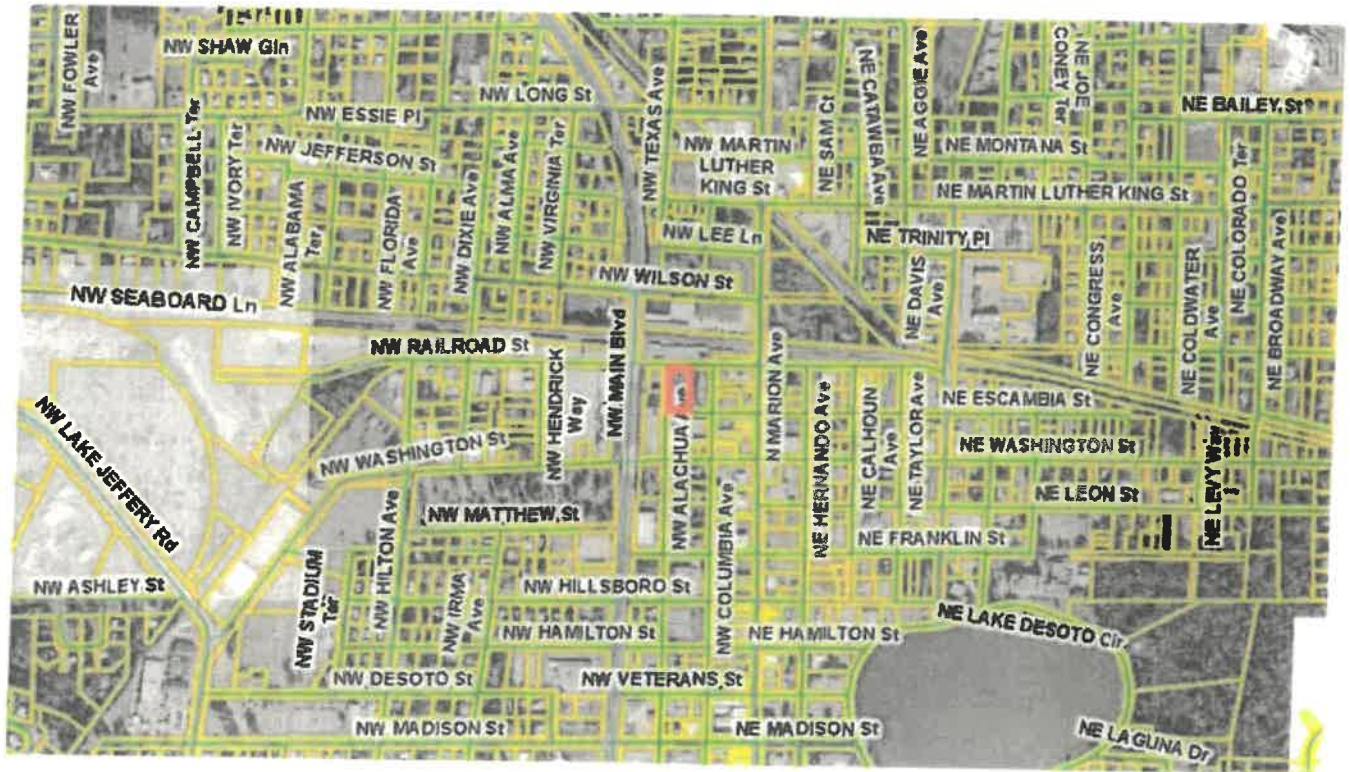 NW SHAW Gln
NW FOWLER
Ave
NW ESSIE Pl
NW LONG St
NW TEXAS Ave
NE CATAWBA Ave
NE AGGIE Ave
NE JOE
CONEY Ter
NE BAILEY St
NW CAMPBELL Ter
NW IVORY Ter
NW JEFFERSON St
NW ALMA Ave
NW VIRGINIA Ter
NW MARTIN
LUTHER
KING St
NE SAM Ct
NE MONTANA St
NE MARTIN LUTHER KING St
NE COLORADO Ter
NW ALABAMA
Ter
NW FLORIDA
Ave
NW DIXIE Ave
NW LEE Ln
NE TRINITY Pl
NW SEABOARD Ln
NW WILSON St
NE DAVIS
Ave
NE CONGRESS
Ave
NE COLDWATER
Ave
NE BROADWAY Ave
NW RAILROAD St
NW HENDRICK
Way
NW MAIN Blvd
N MARION Ave
NW ALACHUA Ave
NE HERNANDO Ave
NE CALHOUN
Ave
NE TAYLOR Ave
NE ESCAMBIA St
NW LAKE JEFFERY Rd
NW WASHINGTON St
NE WASHINGTON St
NE LEVY Way
NE LEON St
NW MATTHEW St
NW HILTON Ave
NW COLUMBIA Ave
NE FRANKLIN St
NW ASHLEY St
NW STADIUM
Ter
NW IRMA
Ave
NW HILLSBORO St
NW HAMILTON St
NE HAMILTON St
NE LAKE DESOTO Cir
NW DESOTO St
NW VETERANS St
NW MADISON St
NE MADISON St
NE LAGUNA Dr